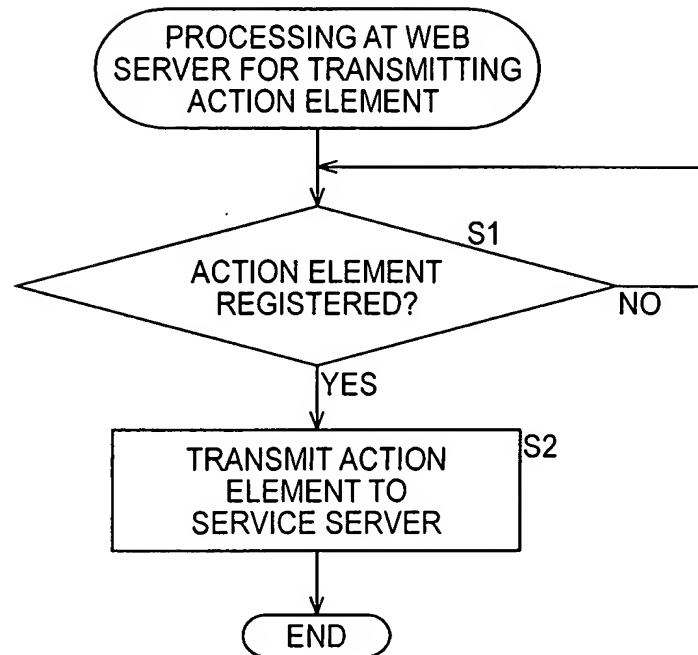 PROCESSING AT WEB
SERVER FOR TRANSMITTING
ACTION ELEMENT
S1
ACTION ELEMENT
REGISTERED?
NO
YES
S2
TRANSMIT ACTION
ELEMENT TO
SERVICE SERVER
END